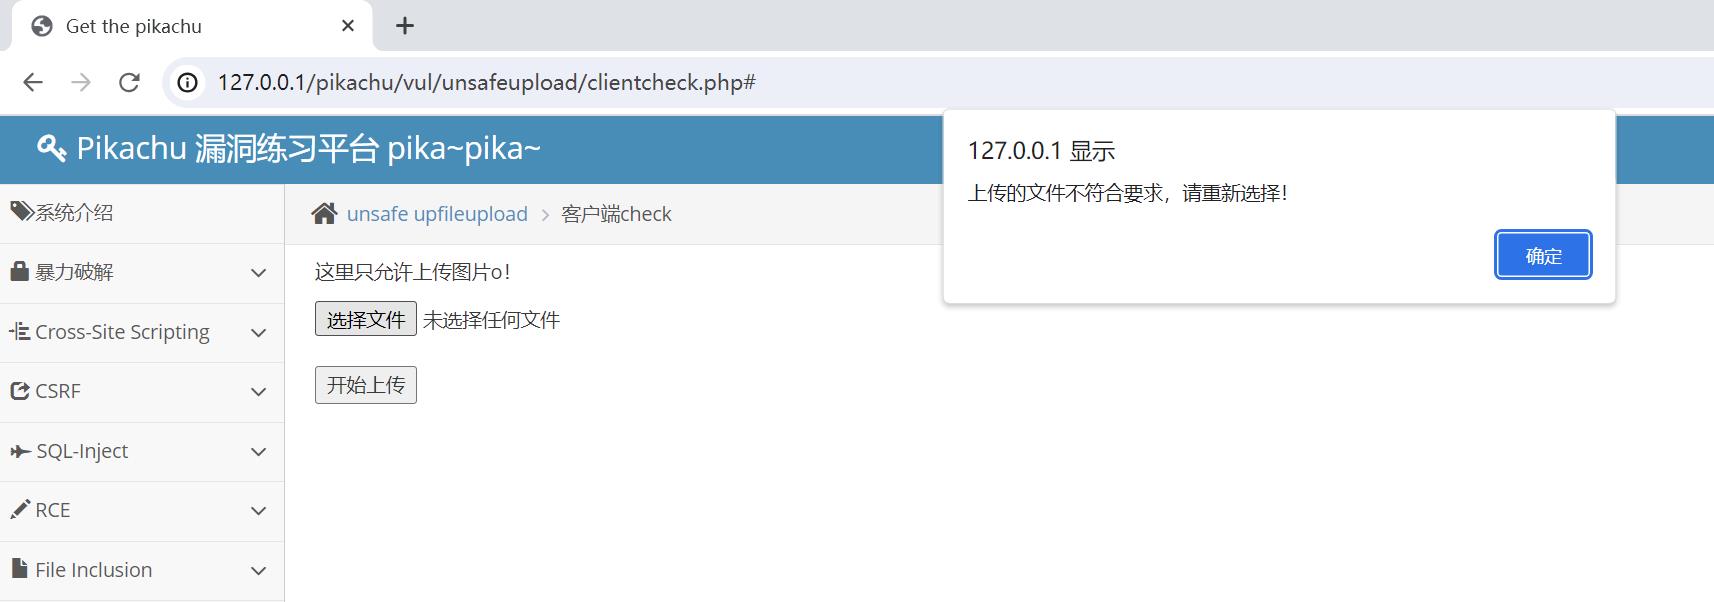 Get the pikachu
127.0.0.1/pikachu/vul/unsafeupload/clientcheck.php#
Pikachu 漏洞练习平台 pika~pika~
127.0.0.1 显示
上传的文件不符合要求，请重新选择！
确定
系统介绍
暴力破解
Cross-Site Scripting
CSRF
SQL-Inject
RCE
File Inclusion
unsafe upfileupload > 客户端check
这里只允许上传图片o！
选择文件 未选择任何文件
开始上传